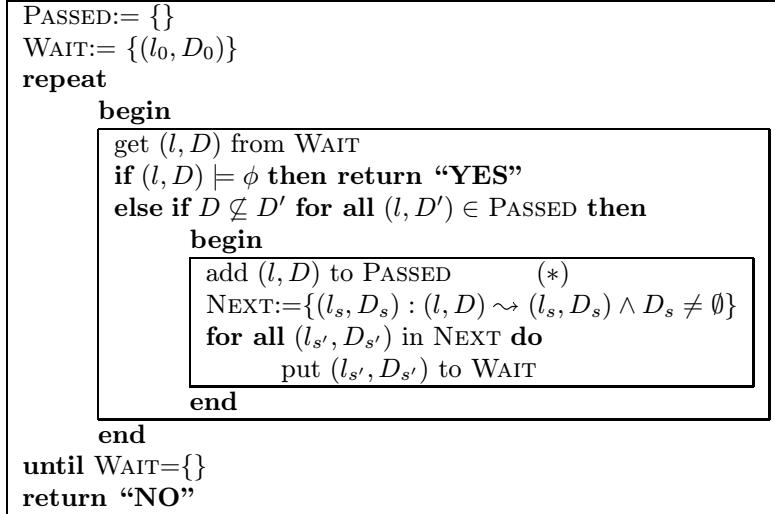 PASSED:= {}
WAIT:= {(l₀, D₀)}
repeat
begin
get (l, D) from WAIT
if (l, D) ⊨ ϕ then return “YES”
else if D ⊈ D′ for all (l, D′) ∈ PASSED then
begin
add (l, D) to PASSED (∗)
NEXT:={(lₛ, Dₛ) : (l, D) ⇝ (lₛ, Dₛ) ∧ Dₛ ≠ ∅}
for all (lₛ′, Dₛ′) in NEXT do
put (lₛ′, Dₛ′) to WAIT
end
end
until WAIT={}
return “NO”